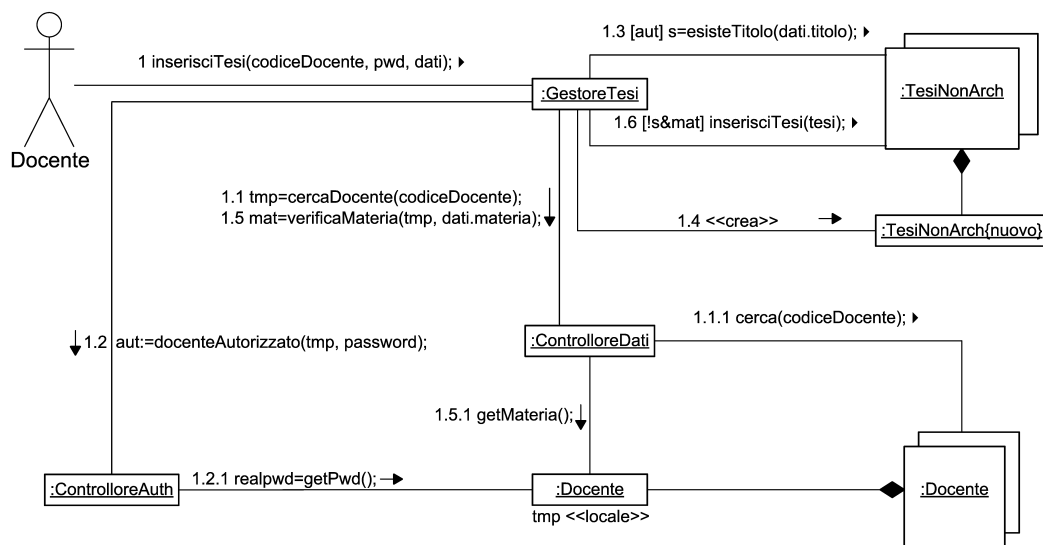 1.3 [aut] s=esisteTitolo(dati.titolo);
1 inserisciTesi(codiceDocente, pwd, dati);
:GestoreTesi
:TesiNonArch
1.6 [!s&mat] inserisciTesi(tesi);
Docente
1.1 tmp=cercaDocente(codiceDocente);
1.5 mat=verificaMateria(tmp, dati.materia);
1.4 <<crea>>
:TesiNonArch{nuovo}
1.1.1 cerca(codiceDocente);
1.2 aut:=docenteAutorizzato(tmp, password);
:ControlloreDati
1.5.1 getMateria();
1.2.1 realpwd=getPwd();
:ControlloreAuth
:Docente
:Docente
tmp <<locale>>